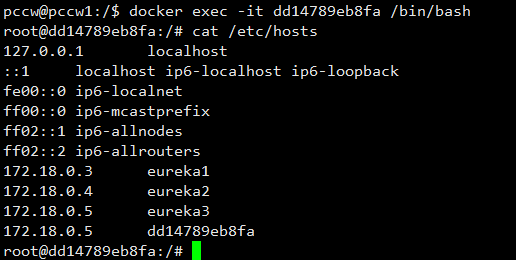 pccw@pccw1:/$ docker exec -it dd14789eb8fa /bin/bash
root@dd14789eb8fa:/# cat /etc/hosts
127.0.0.1       localhost
::1     localhost ip6-localhost ip6-loopback
fe00::0 ip6-localnet
ff00::0 ip6-mcastprefix
ff02::1 ip6-allnodes
ff02::2 ip6-allrouters
172.18.0.3      eureka1
172.18.0.4      eureka2
172.18.0.5      eureka3
172.18.0.5      dd14789eb8fa
root@dd14789eb8fa:/#